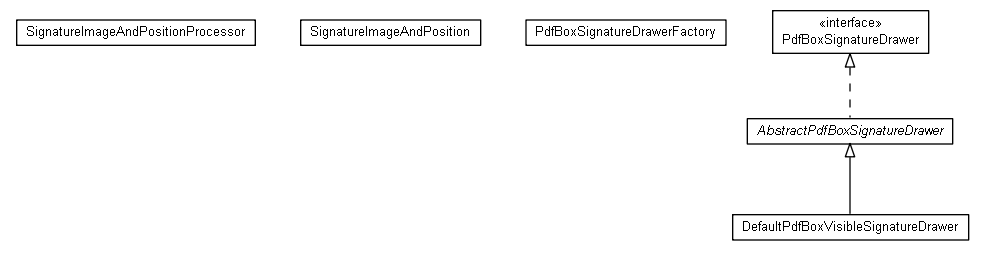 SignatureImageAndPositionProcessor
SignatureImageAndPosition
PdfBoxSignatureDrawerFactory
«interface»
PdfBoxSignatureDrawer
AbstractPdfBoxSignatureDrawer
DefaultPdfBoxVisibleSignatureDrawer